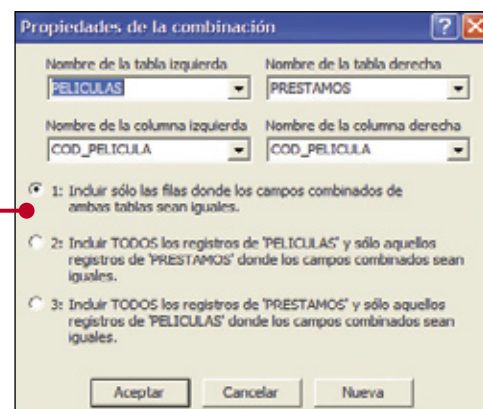 Propiedades de la combinación
Nombre de la tabla izquierda
Nombre de la tabla derecha
PELICULAS
PRESTAMOS
Nombre de la columna izquierda
Nombre de la columna derecha
COD_PELICULA
COD_PELICULA
1: Incluir sólo las filas donde los campos combinados de
ambas tablas sean iguales.
2: Incluir TODOS los registros de 'PELICULAS' y sólo aquellos
registros de 'PRESTAMOS' donde los campos combinados sean
iguales.
3: Incluir TODOS los registros de 'PRESTAMOS' y sólo aquellos
registros de 'PELICULAS' donde los campos combinados sean
iguales.
Aceptar
Cancelar
Nueva